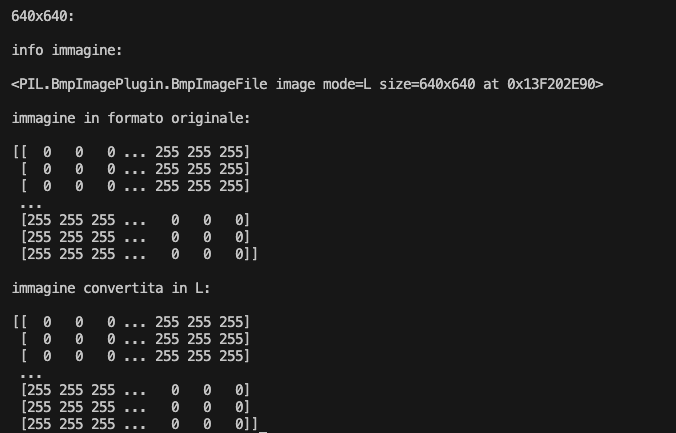 640x640:
info immagine:
<PIL.BmpImagePlugin.BmpImageFile image mode=L size=640x640 at 0x13F202E90>
immagine in formato originale:
[[  0   0   0 ... 255 255 255]
 [  0   0   0 ... 255 255 255]
 [  0   0   0 ... 255 255 255]
 ...
 [255 255 255 ...   0   0   0]
 [255 255 255 ...   0   0   0]
 [255 255 255 ...   0   0   0]]
immagine convertita in L:
[[  0   0   0 ... 255 255 255]
 [  0   0   0 ... 255 255 255]
 [  0   0   0 ... 255 255 255]
 ...
 [255 255 255 ...   0   0   0]
 [255 255 255 ...   0   0   0]
 [255 255 255 ...   0   0   0]]